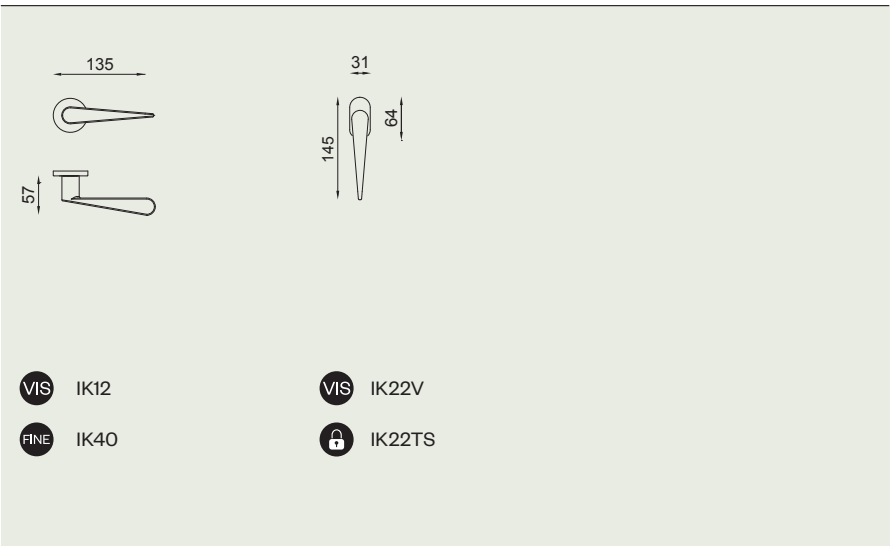 135
57
31
145
64
VIS IK12
FINE IK40
VIS IK22V
IK22TS